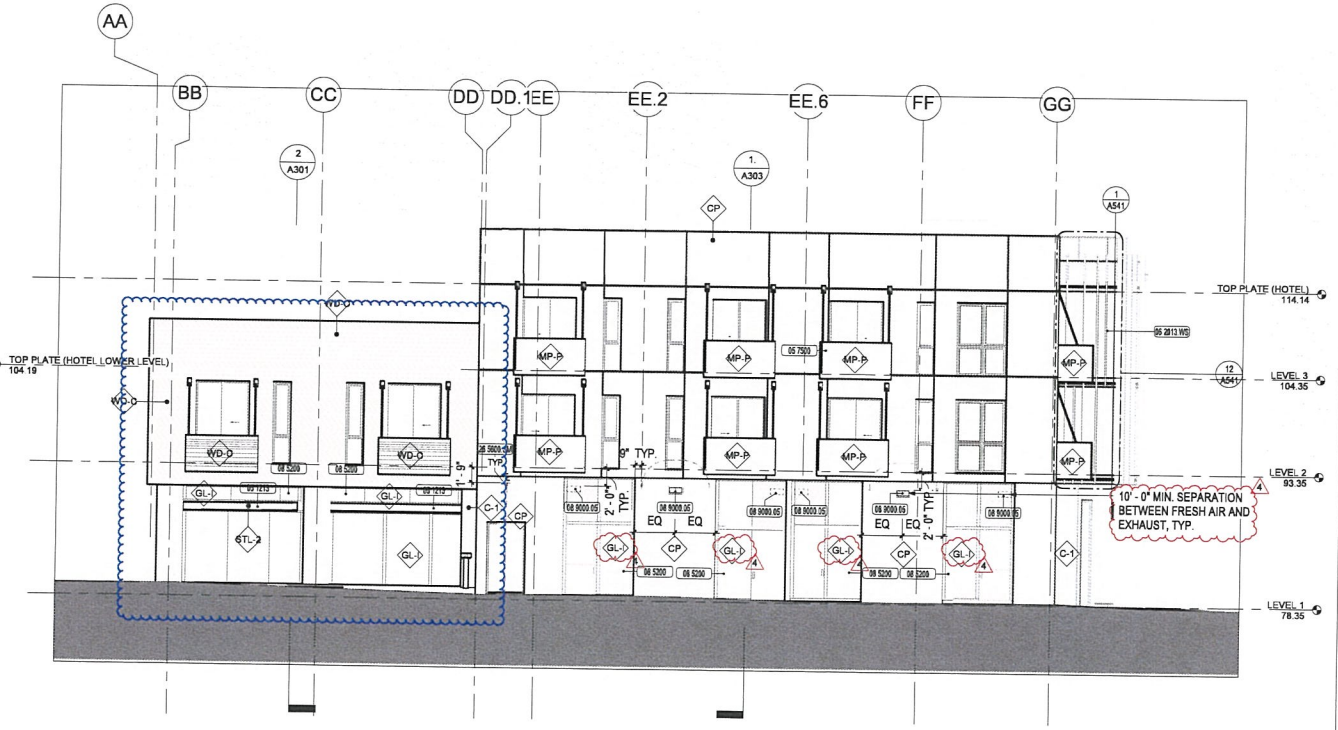 AA
BB
CC
DD
DD.1
EE
EE.2
EE.6
FF
GG
2
A301
1.
A303
1
A541
CP
TOP PLATE (HOTEL)
114.14
WD-O
06 2013.WS
TOP PLATE (HOTEL LOWER LEVEL)
104 19
MP-P
05 7500
MP-P
MP-P
MP-P
12
A541
LEVEL 3
104.35
WD-O
MP-P
MP-P
MP-P
WD-O
WD-O
9" TYP.
MP-P
TYP.
08 5200
08 5200
1' - 9"
LEVEL 2
93.35
GL-I
GL-I
2' - 0"
TYP.
2' - 0" TYP.
4
10' - 0" MIN. SEPARATION
BETWEEN FRESH AIR AND
EXHAUST, TYP.
C-1
CP
08 9000.05
08 9000.05
08 9000.05
08 9000.05
08 9000.05
08 9000.05
EQ
EQ
EQ
EQ
STL-2
GL-I
GL-I
CP
GL-I
GL-I
CP
GL-I
C-1
4
4
4
4
08 5200
08 5200
08 5200
08 5200
LEVEL 1
78.35